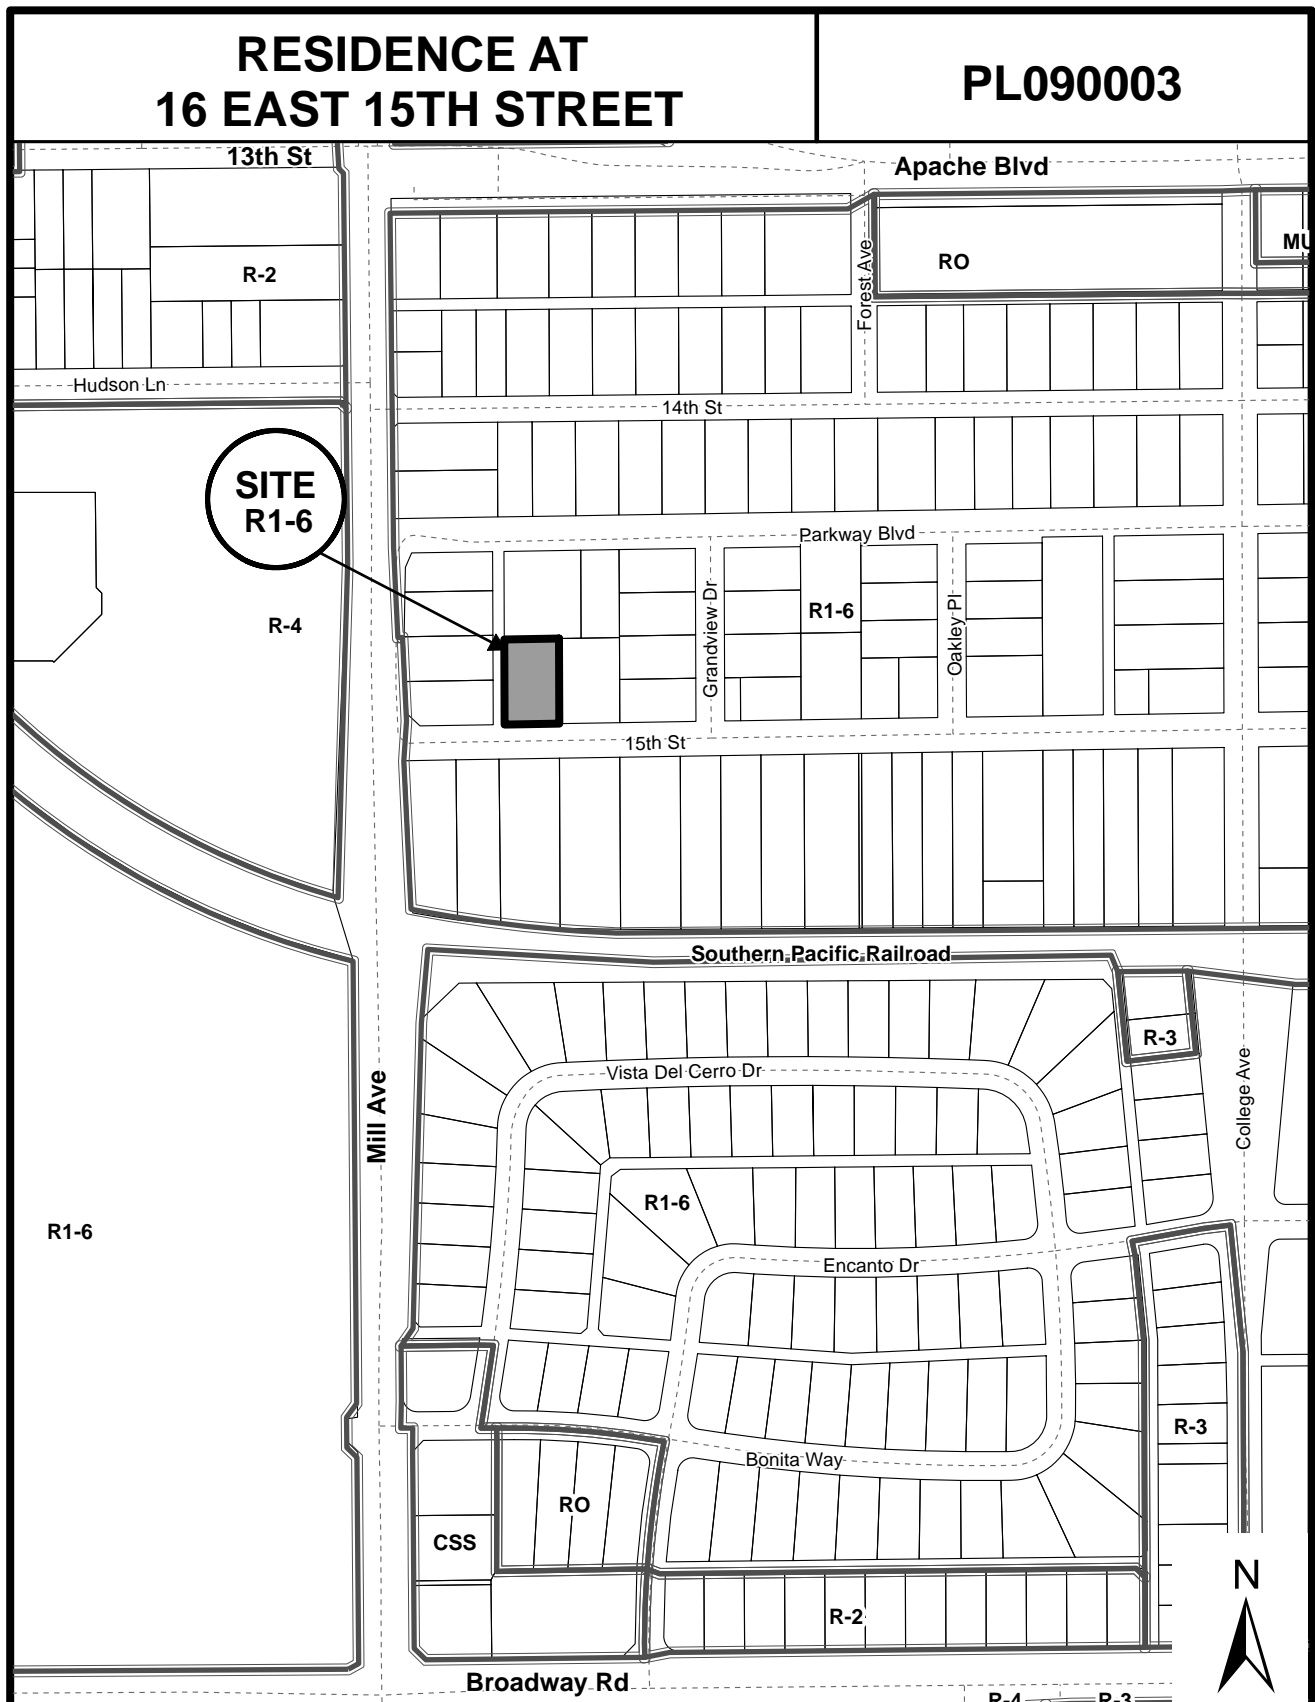 RESIDENCE AT
16 EAST 15TH STREET
PL090003
13th St
Apache Blvd
R-2
Forest Ave
RO
MU
Hudson Ln
14th St
SITE
R1-6
Parkway Blvd
R-4
Grandview Dr
R1-6
Oakley Pl
15th St
Southern Pacific Railroad
R-3
Vista Del Cerro Dr
Mill Ave
College Ave
R1-6
R1-6
Encanto Dr
R-3
Bonita Way
RO
CSS
N
R-2
Broadway Rd
R-4
R-3